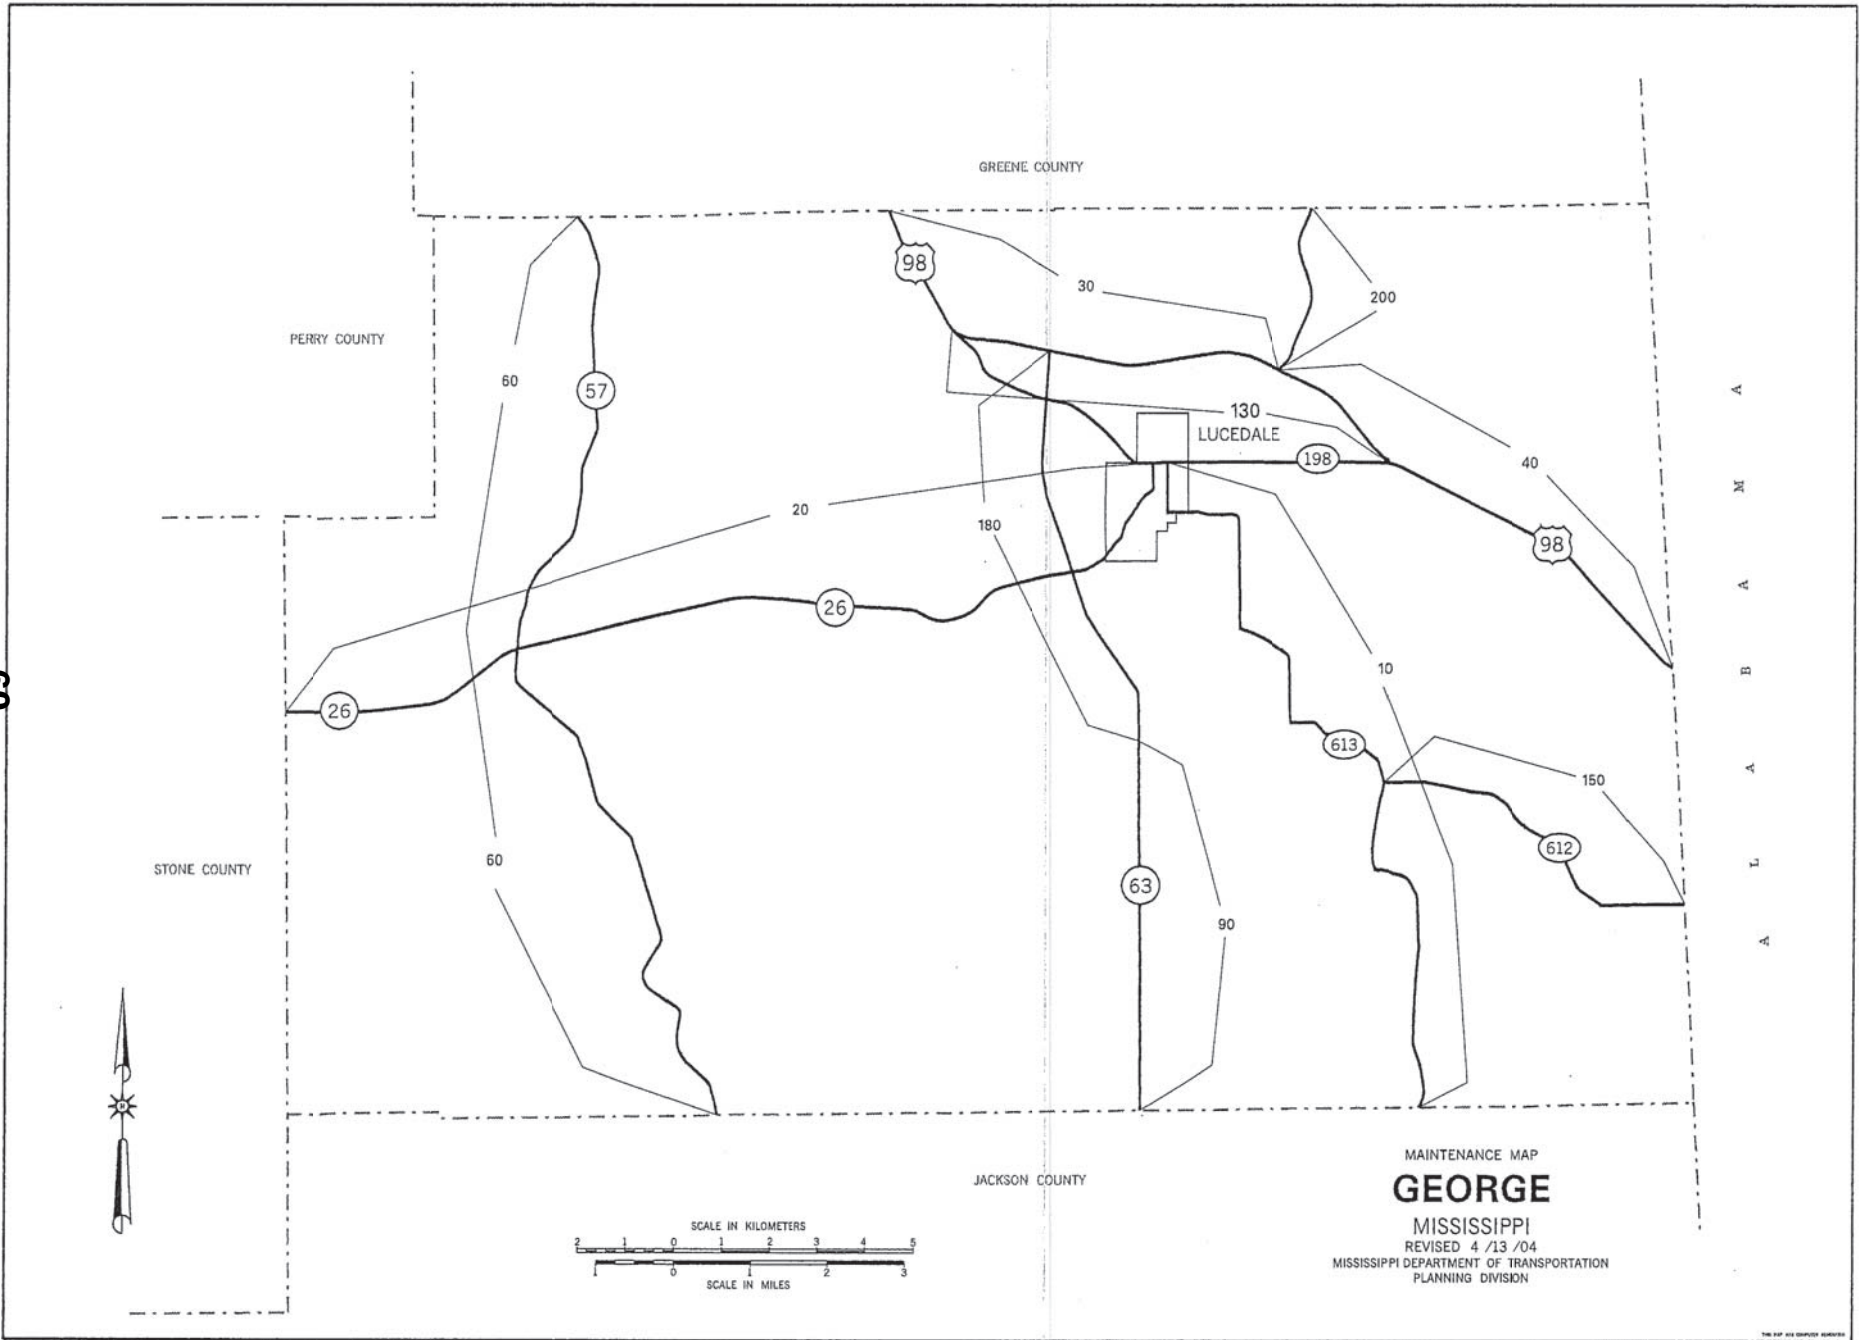 GREENE COUNTY
98
30
200
PERRY COUNTY
60
57
130
LUCEDALE
198
40
20
180
98
26
10
26
613
150
612
STONE COUNTY
60
63
90
ALABAMA
JACKSON COUNTY
MAINTENANCE MAP
GEORGE
MISSISSIPPI
REVISED 4 /13 /04
MISSISSIPPI DEPARTMENT OF TRANSPORTATION
PLANNING DIVISION
SCALE IN KILOMETERS
2 1 0 1 2 3 4 5
1 0 1 2 3
SCALE IN MILES
N